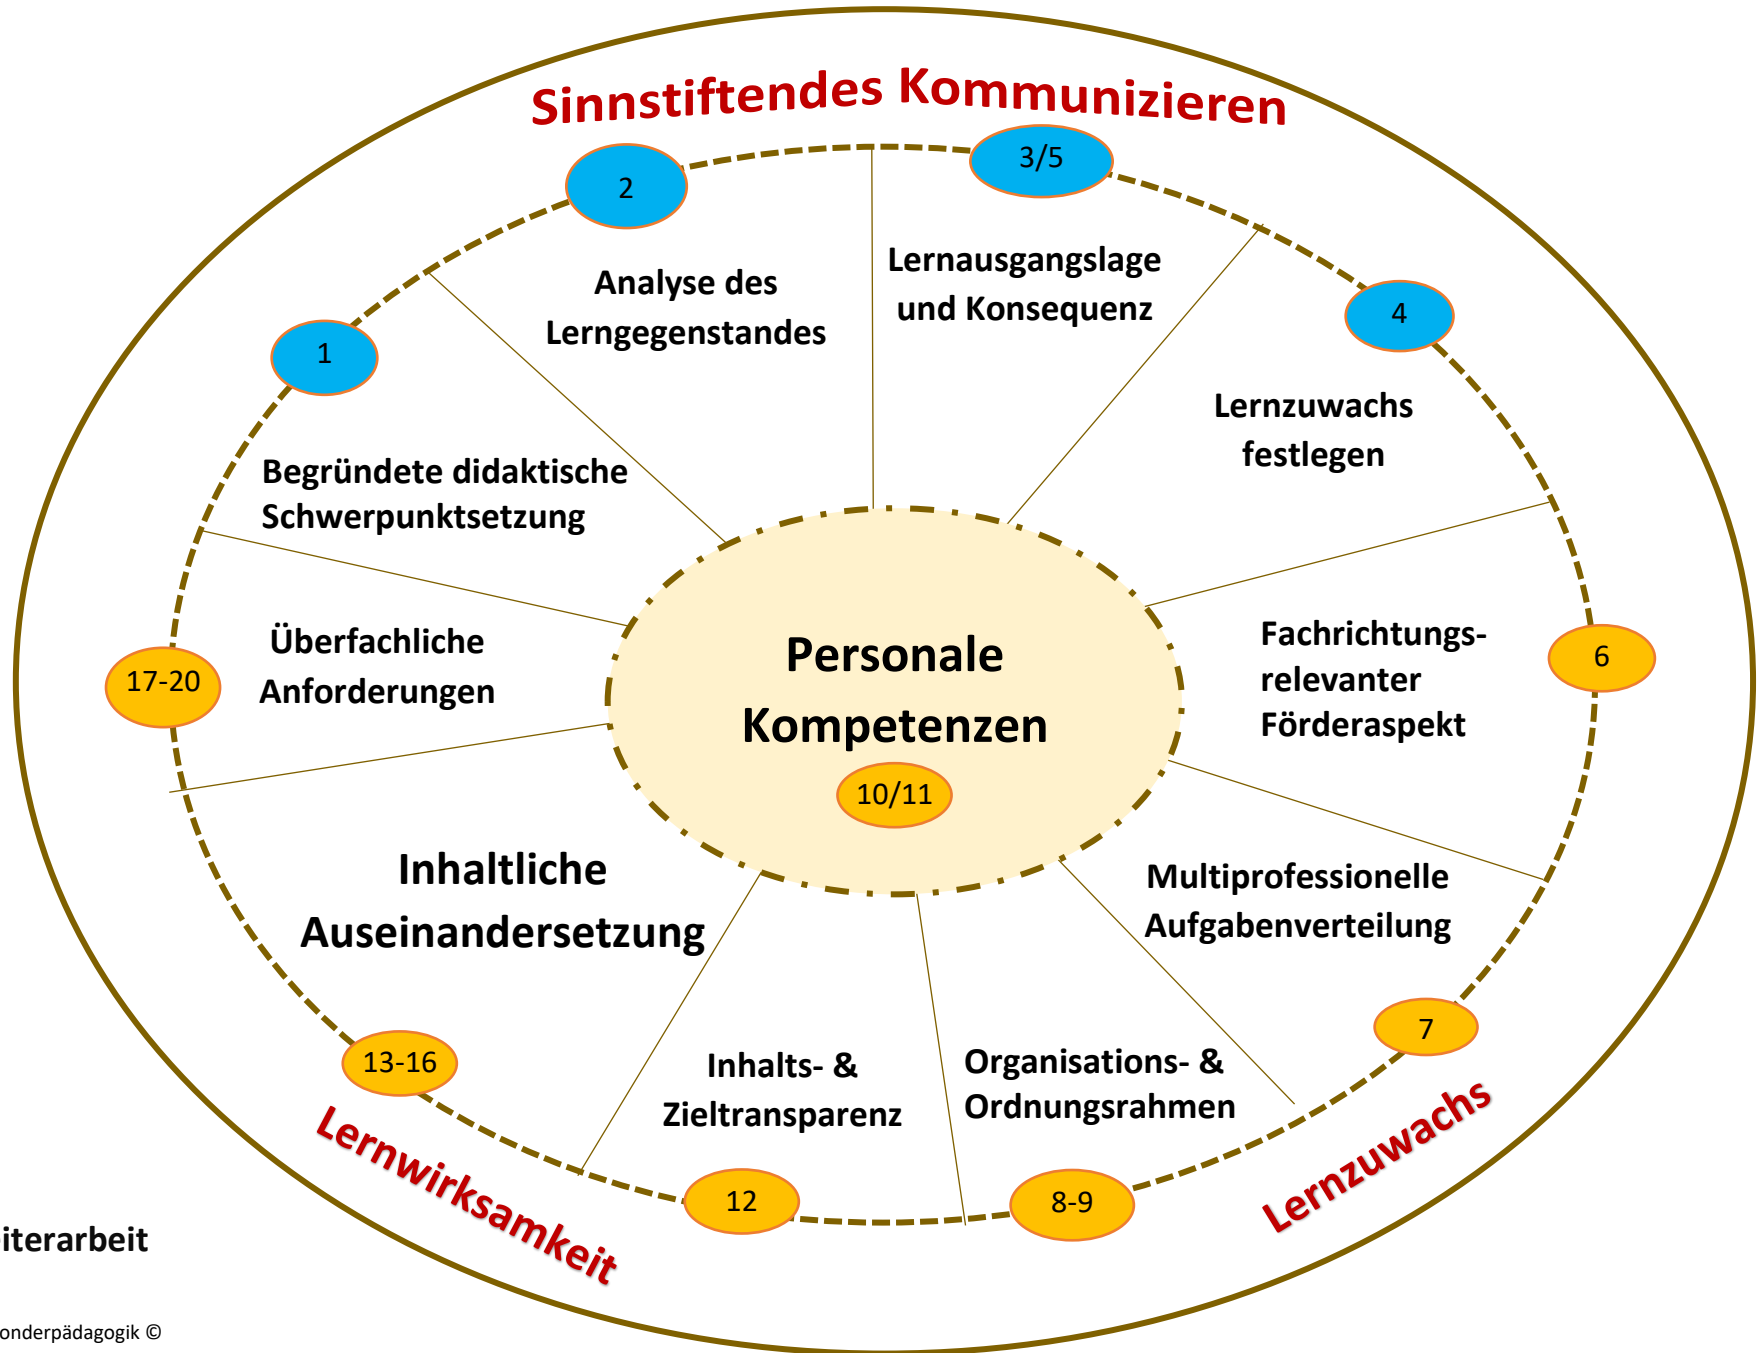 Sinnstiftendes Kommunizieren
2
3/5
Analyse des
Lerngegenstandes
Lernausgangslage
und Konsequenz
1
4
Begründete didaktische
Schwerpunktsetzung
Lernzuwachs
festlegen
17-20
Überfachliche
Anforderungen
Personale
Kompetenzen
10/11
Fachrichtungs-
relevanter
Förderaspekt
6
Inhaltliche
Auseinandersetzung
Multiprofessionelle
Aufgabenverteilung
13-16
7
Inhalts- &
Zieltransparenz
Organisations- &
Ordnungsrahmen
12
8-9
Lernwirksamkeit
Lernzuwachs
iterarbeit
onderpädagogik ©